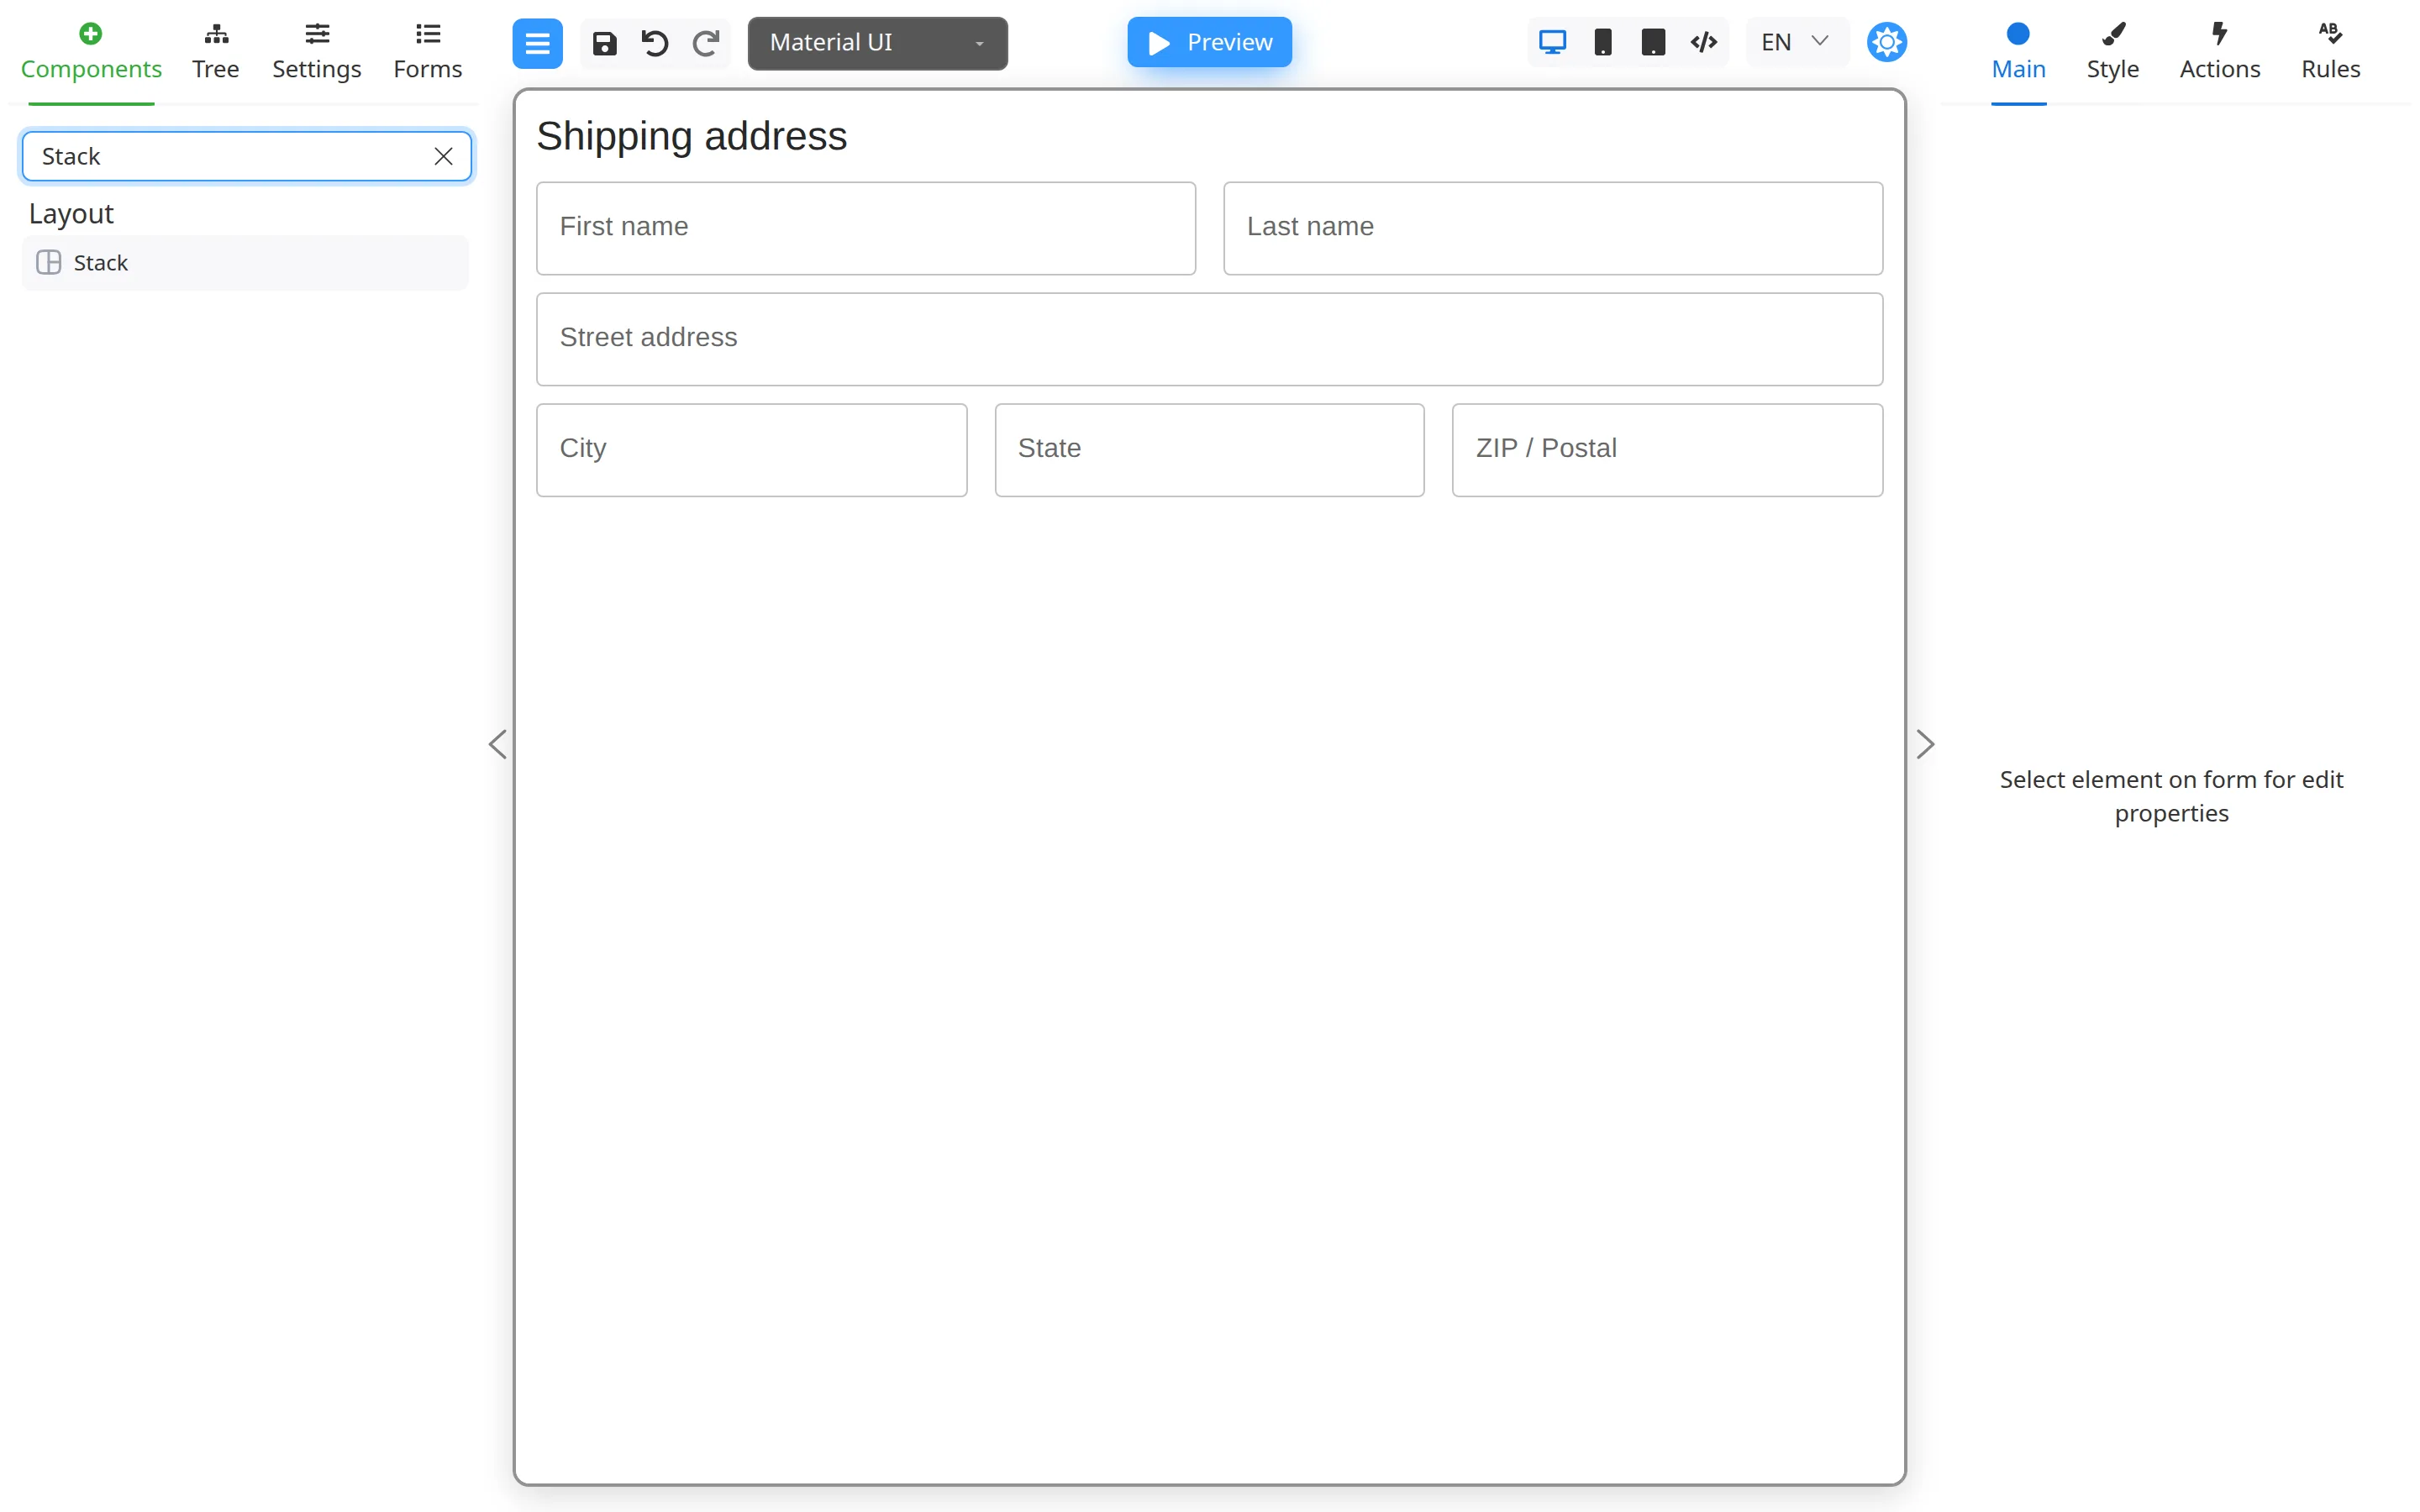 Components
Tree
Settings
Forms
Material UI
Preview
EN
Main
Style
Actions
AB
Rules
Stack
Layout
Stack
Shipping address
First name
Last name
Street address
City
State
ZIP / Postal
Select element on form for edit
properties